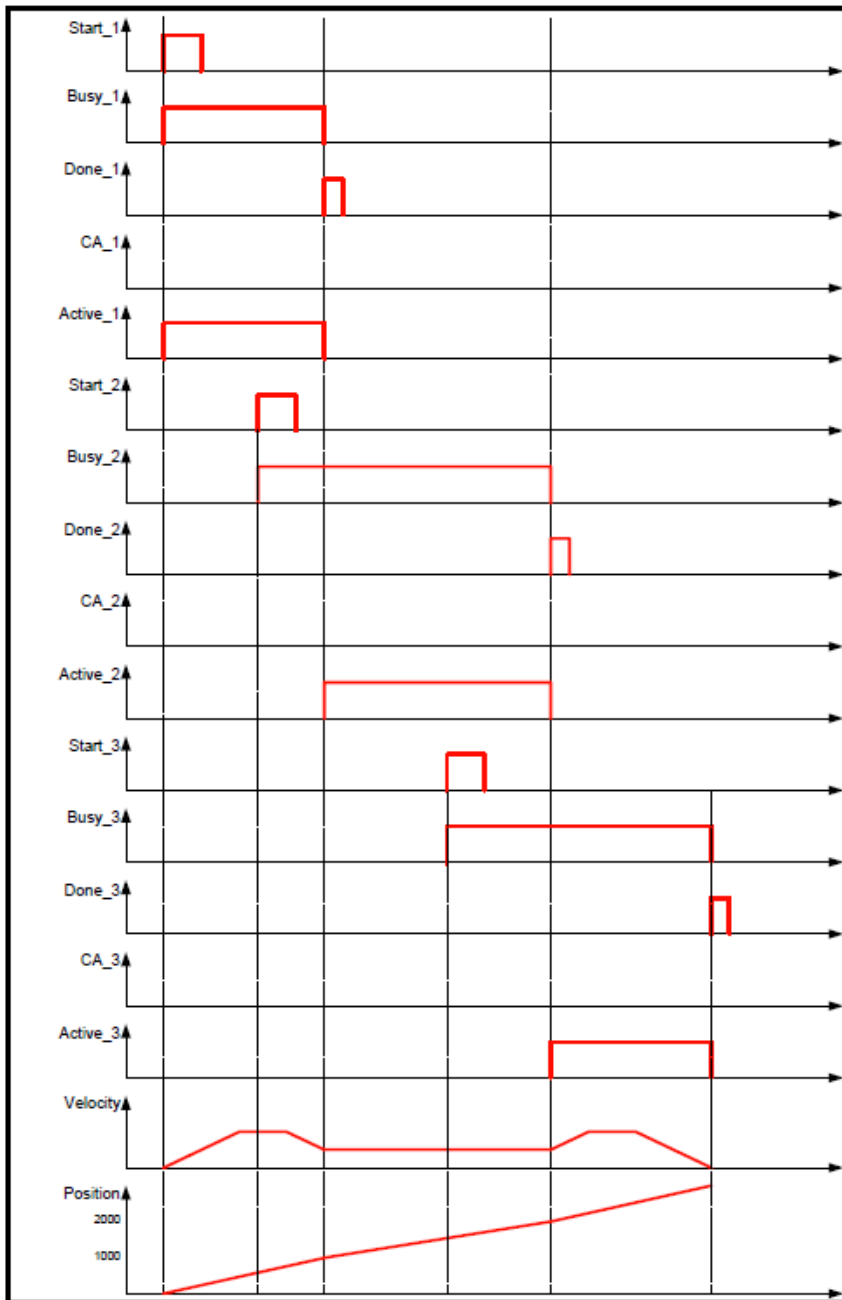 Start_1
Busy_1
Done_1
CA_1
Active_1
Start_2
Busy_2
Done_2
CA_2
Active_2
Start_3
Busy_3
Done_3
CA_3
Active_3
Velocity
Position
2000
1000